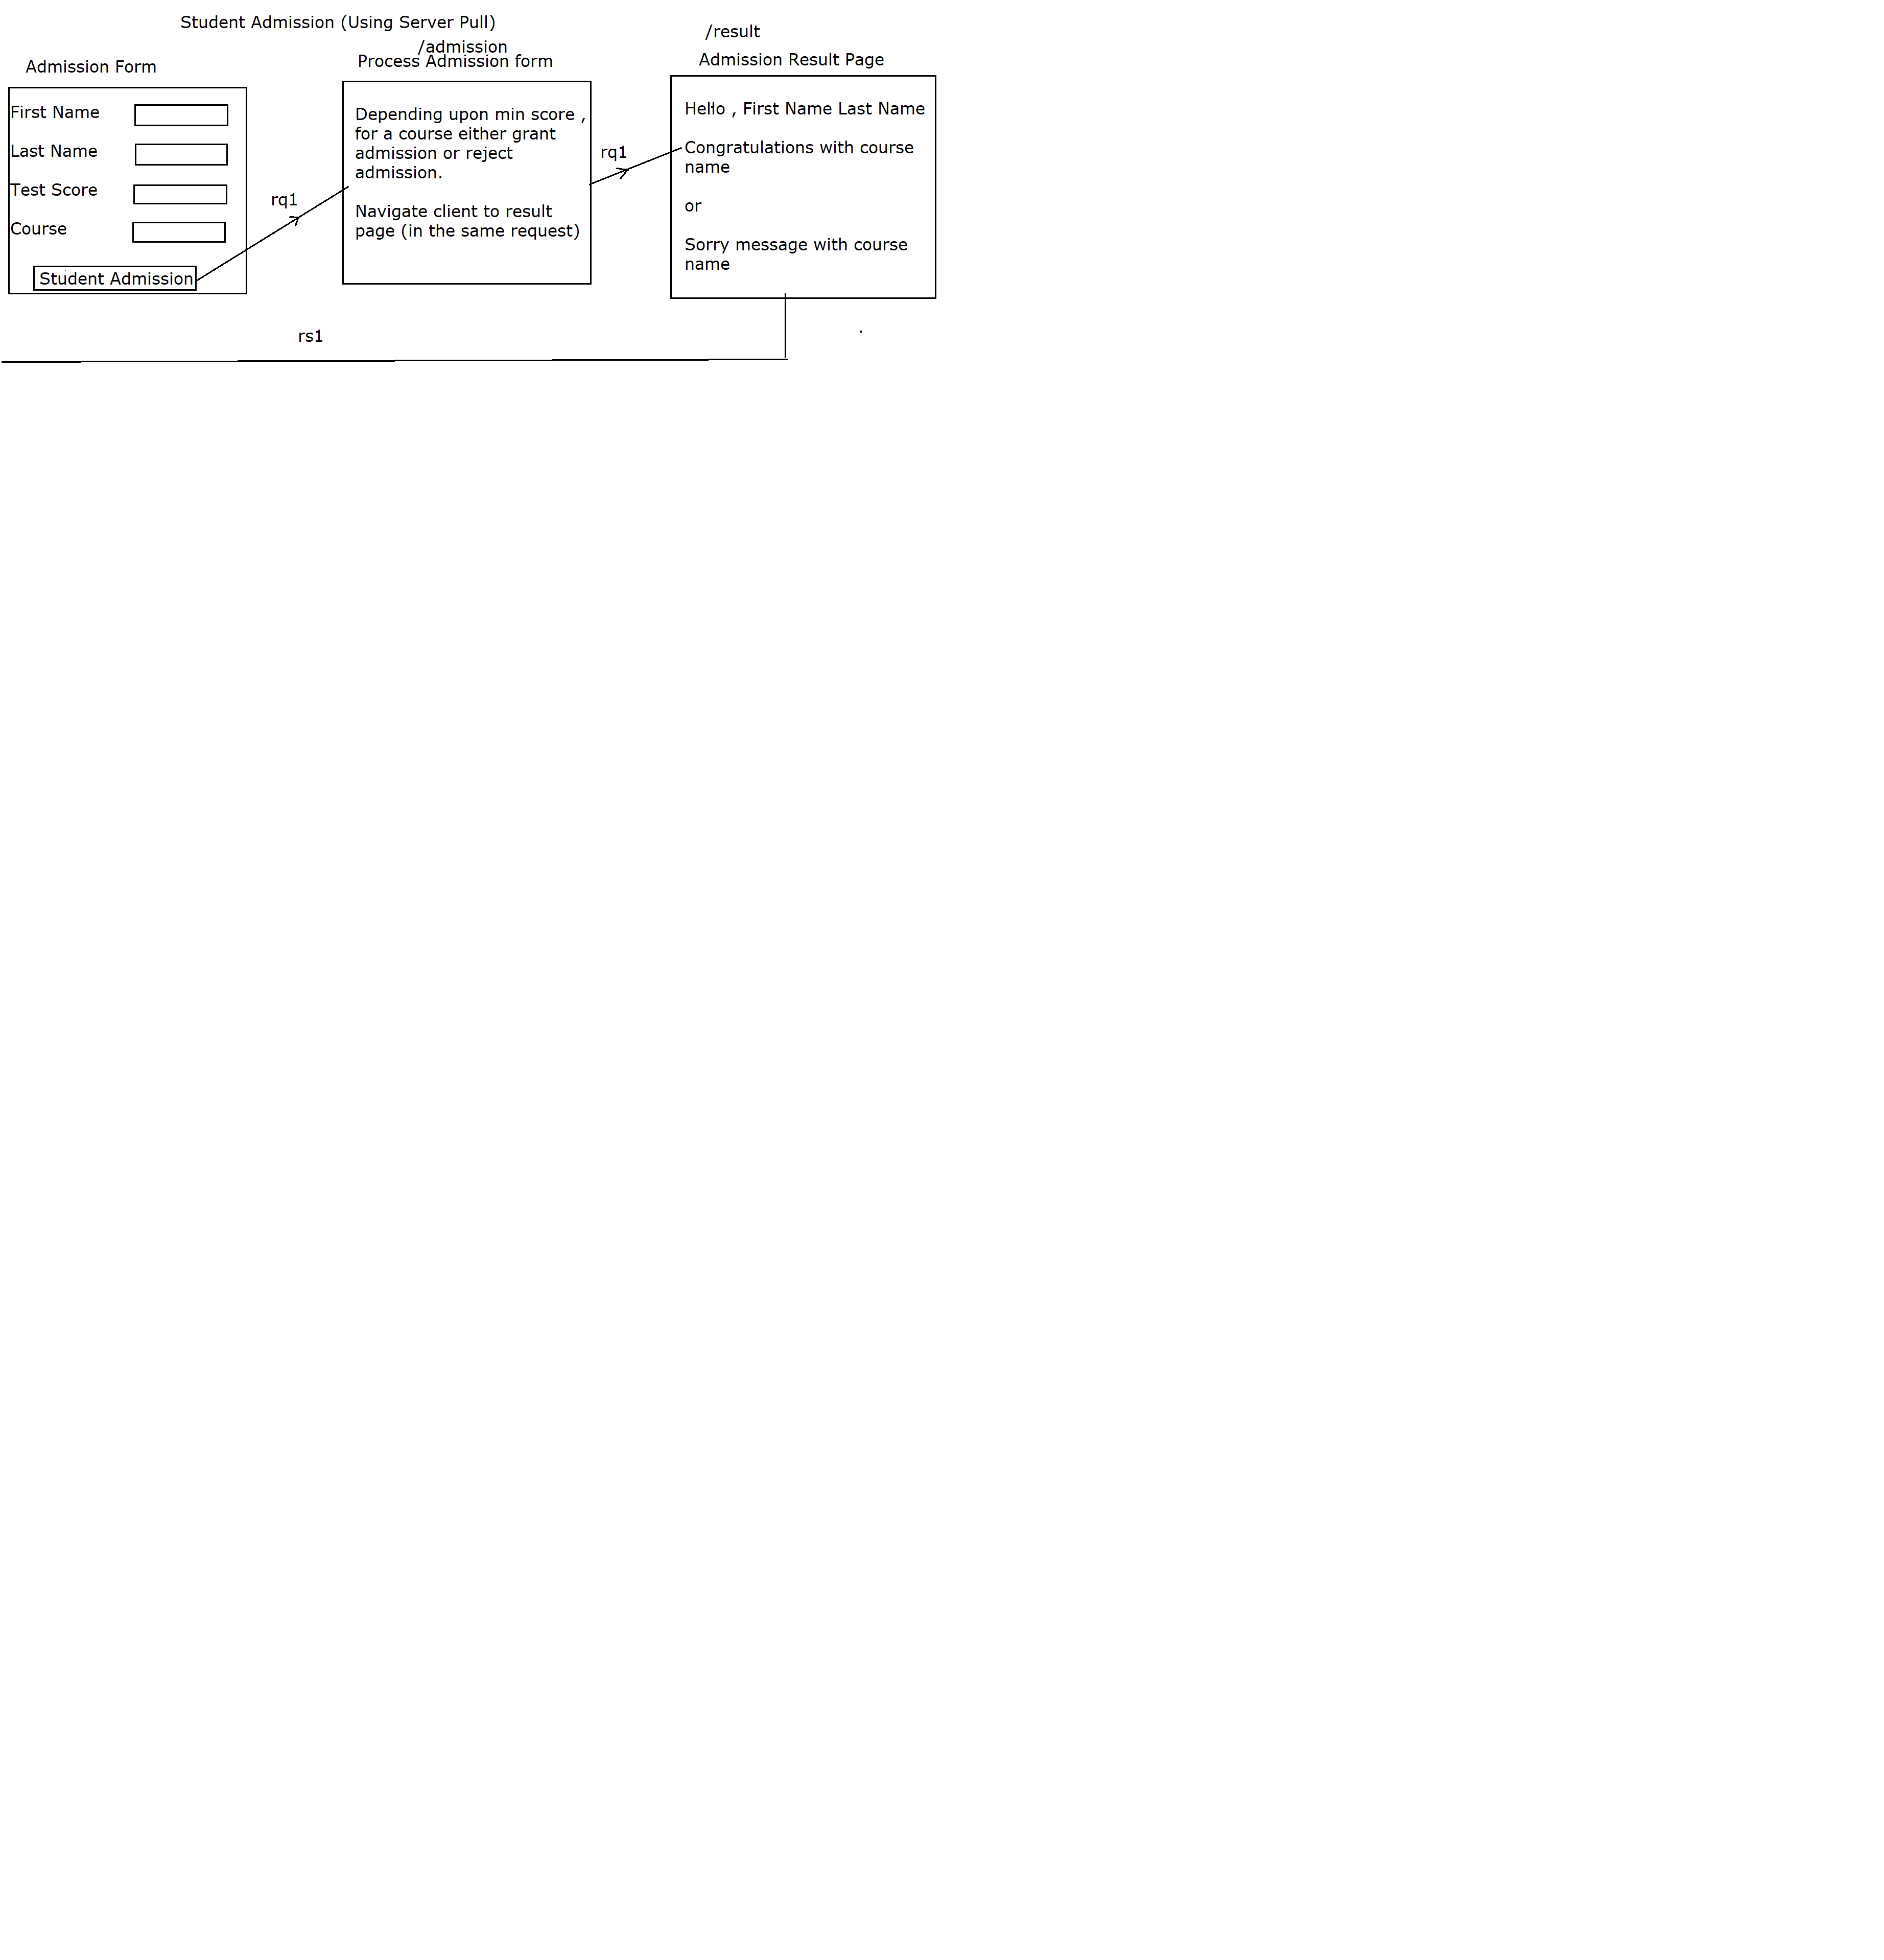 Student Admission (Using Server Pull)
/admission
/result
Admission Form
Process Admission form
Admission Result Page
First Name
Last Name
Test Score
Course
Student Admission
rq1
Depending upon min score ,
for a course either grant
admission or reject
admission.
Navigate client to result
page (in the same request)
rq1
Hello , First Name Last Name
Congratulations with course
name
or
Sorry message with course
name
rs1